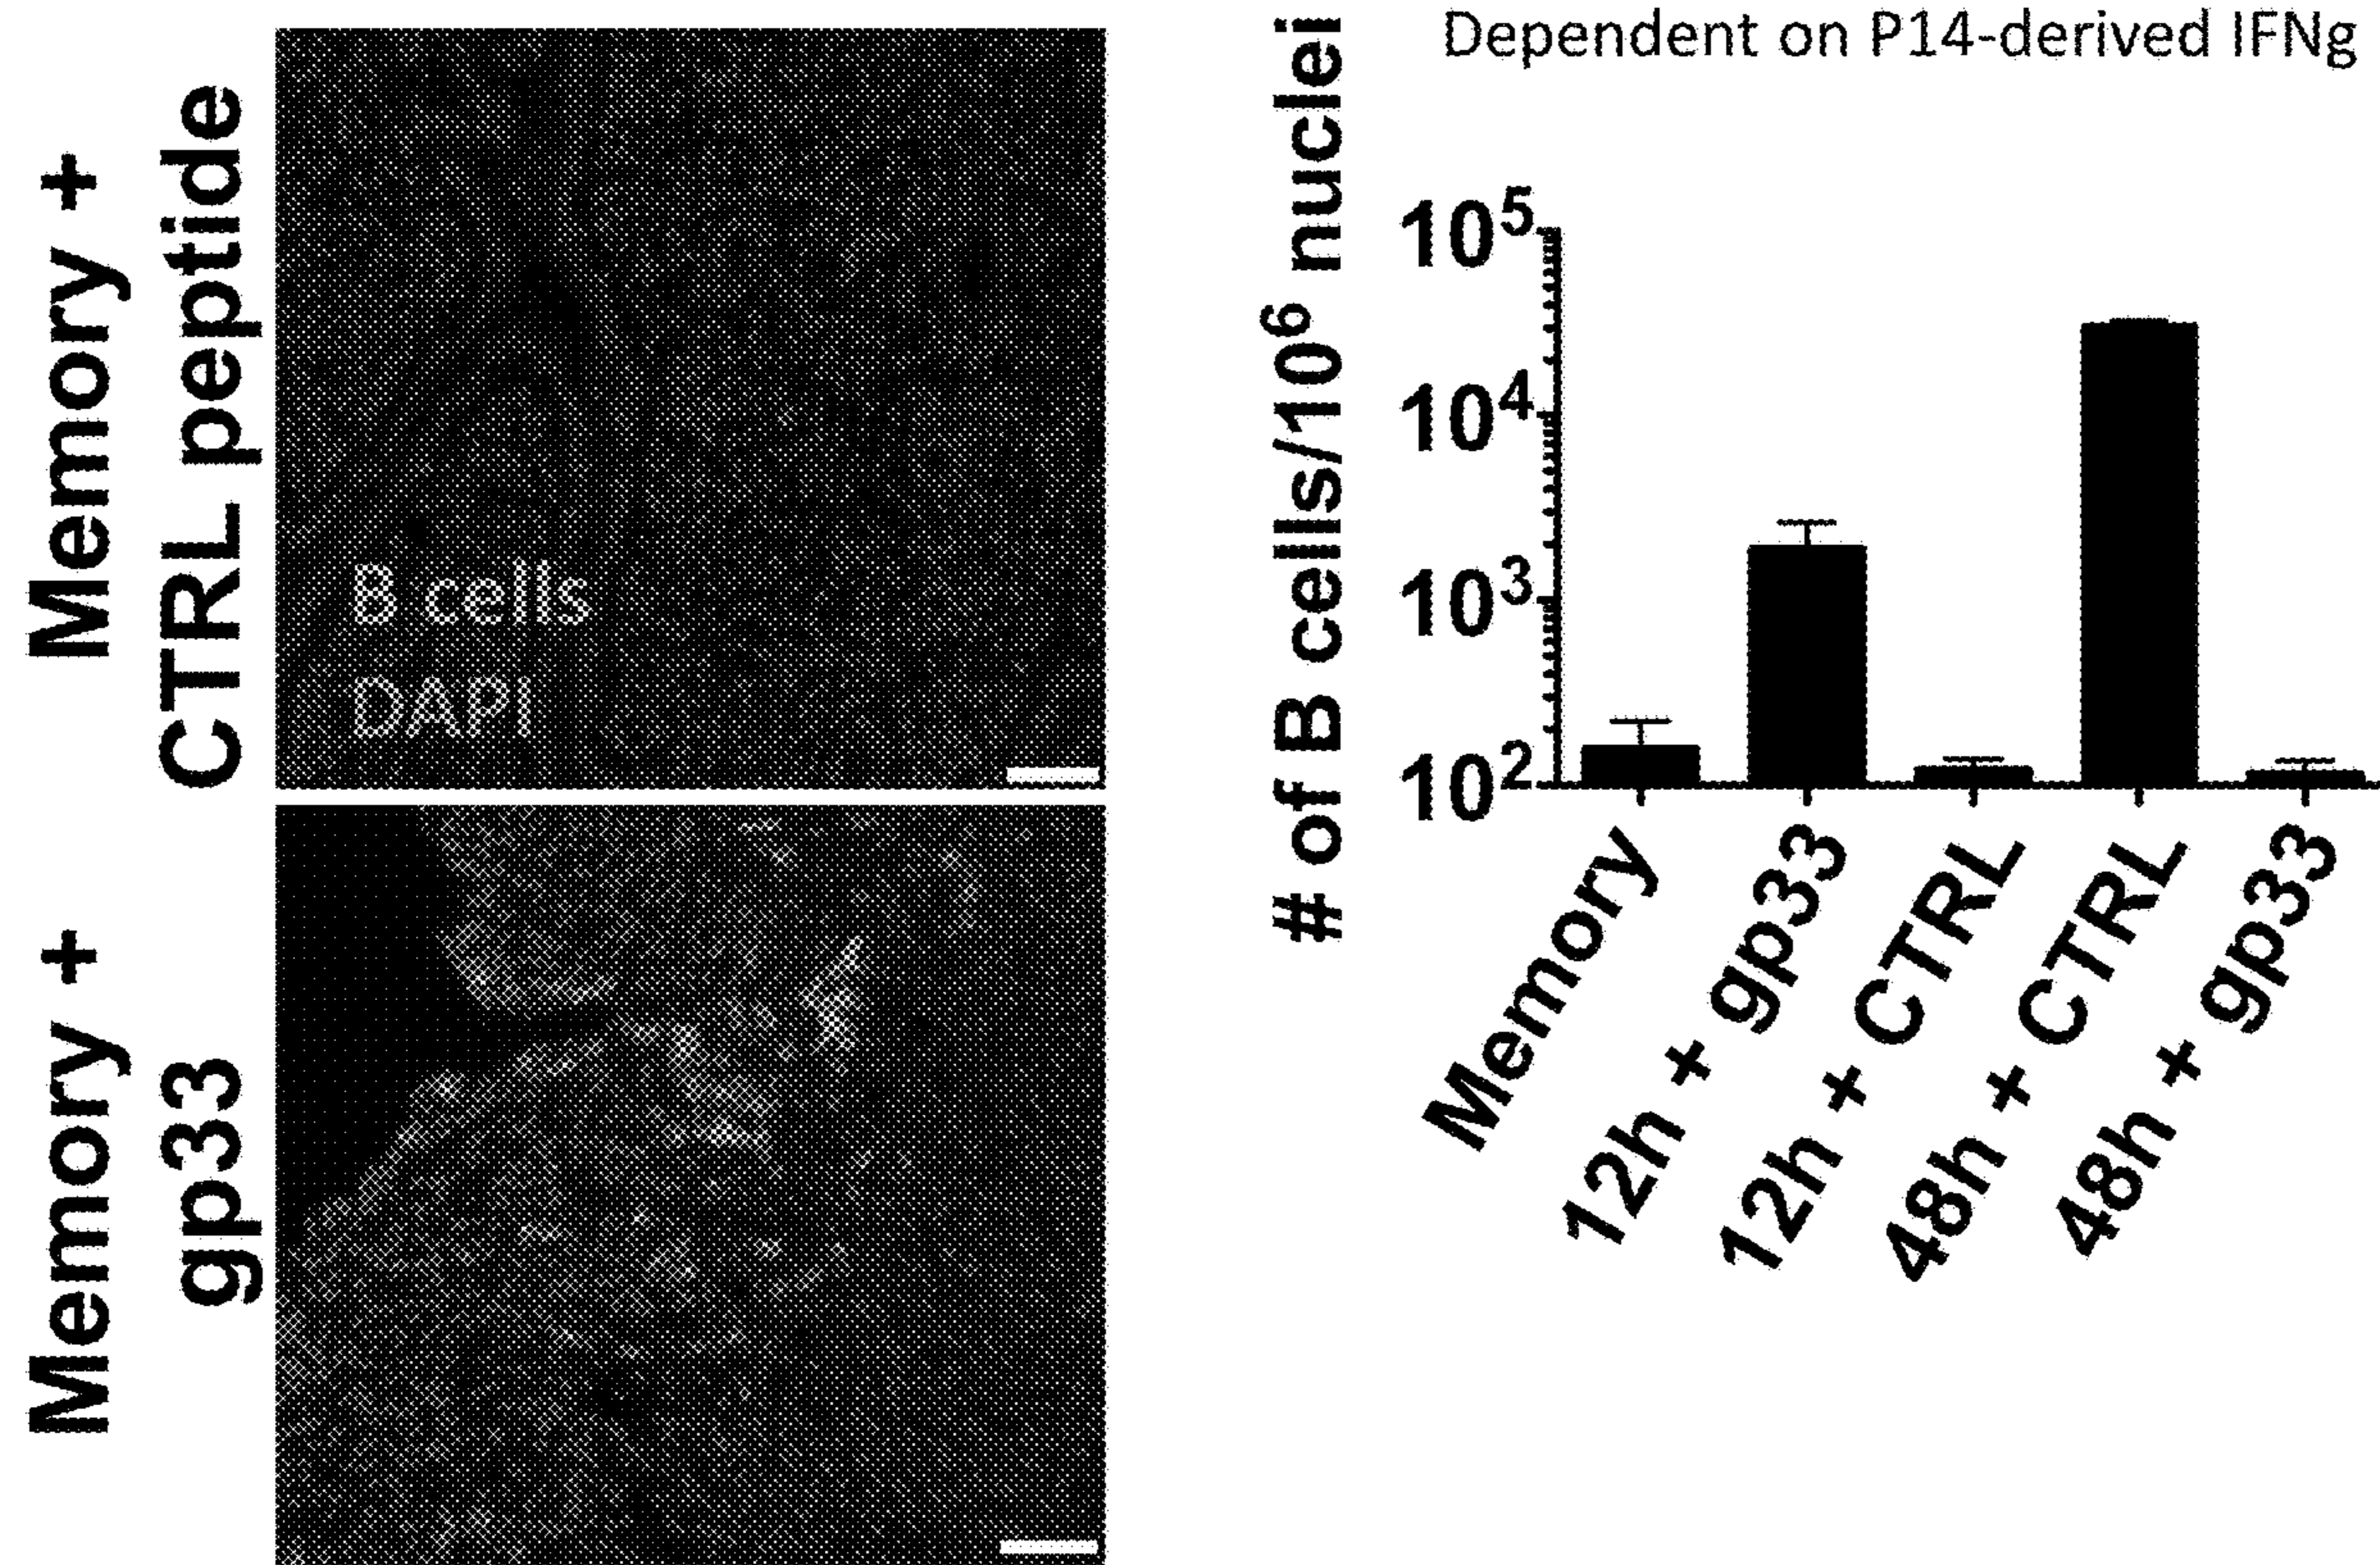 Memory +
CTRL peptide
B cells
DAPI
Memory +
gp33
Dependent on P14-derived IFNg
# of B cells/10⁶ nuclei
10⁵
10⁴
10³
10²
Memory
12h + gp33
12h + CTRL
48h + CTRL
48h + gp33